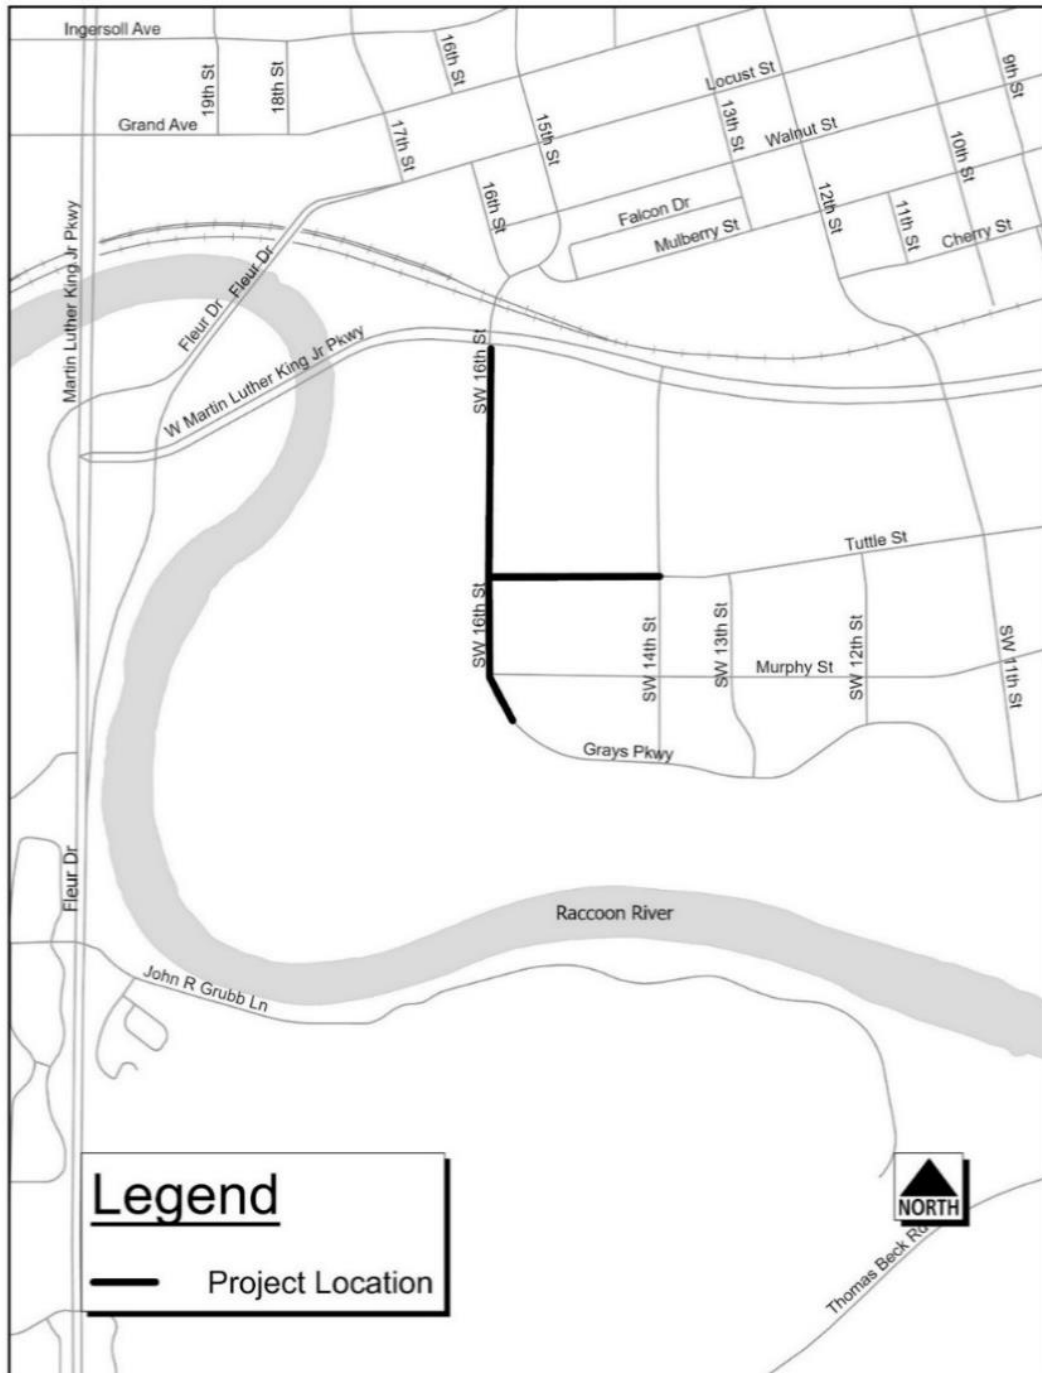 Ingersoll Ave
19th St
18th St
16th St
Grand Ave
17th St
15th St
Locust St
13th St
Walnut St
9th St
10th St
16th St
Falcon Dr
Mulberry St
12th St
11th St
Cherry St
Martin Luther King Jr Pkwy
Fleur Dr
Fleur Dr
W Martin Luther King Jr Pkwy
SW 16th St
Tuttle St
SW 16th St
SW 14th St
SW 13th St
Murphy St
SW 12th St
SW 11th St
Grays Pkwy
Fleur Dr
Raccoon River
John R Grubb Ln
Legend
Project Location
NORTH
Thomas Beck Rd